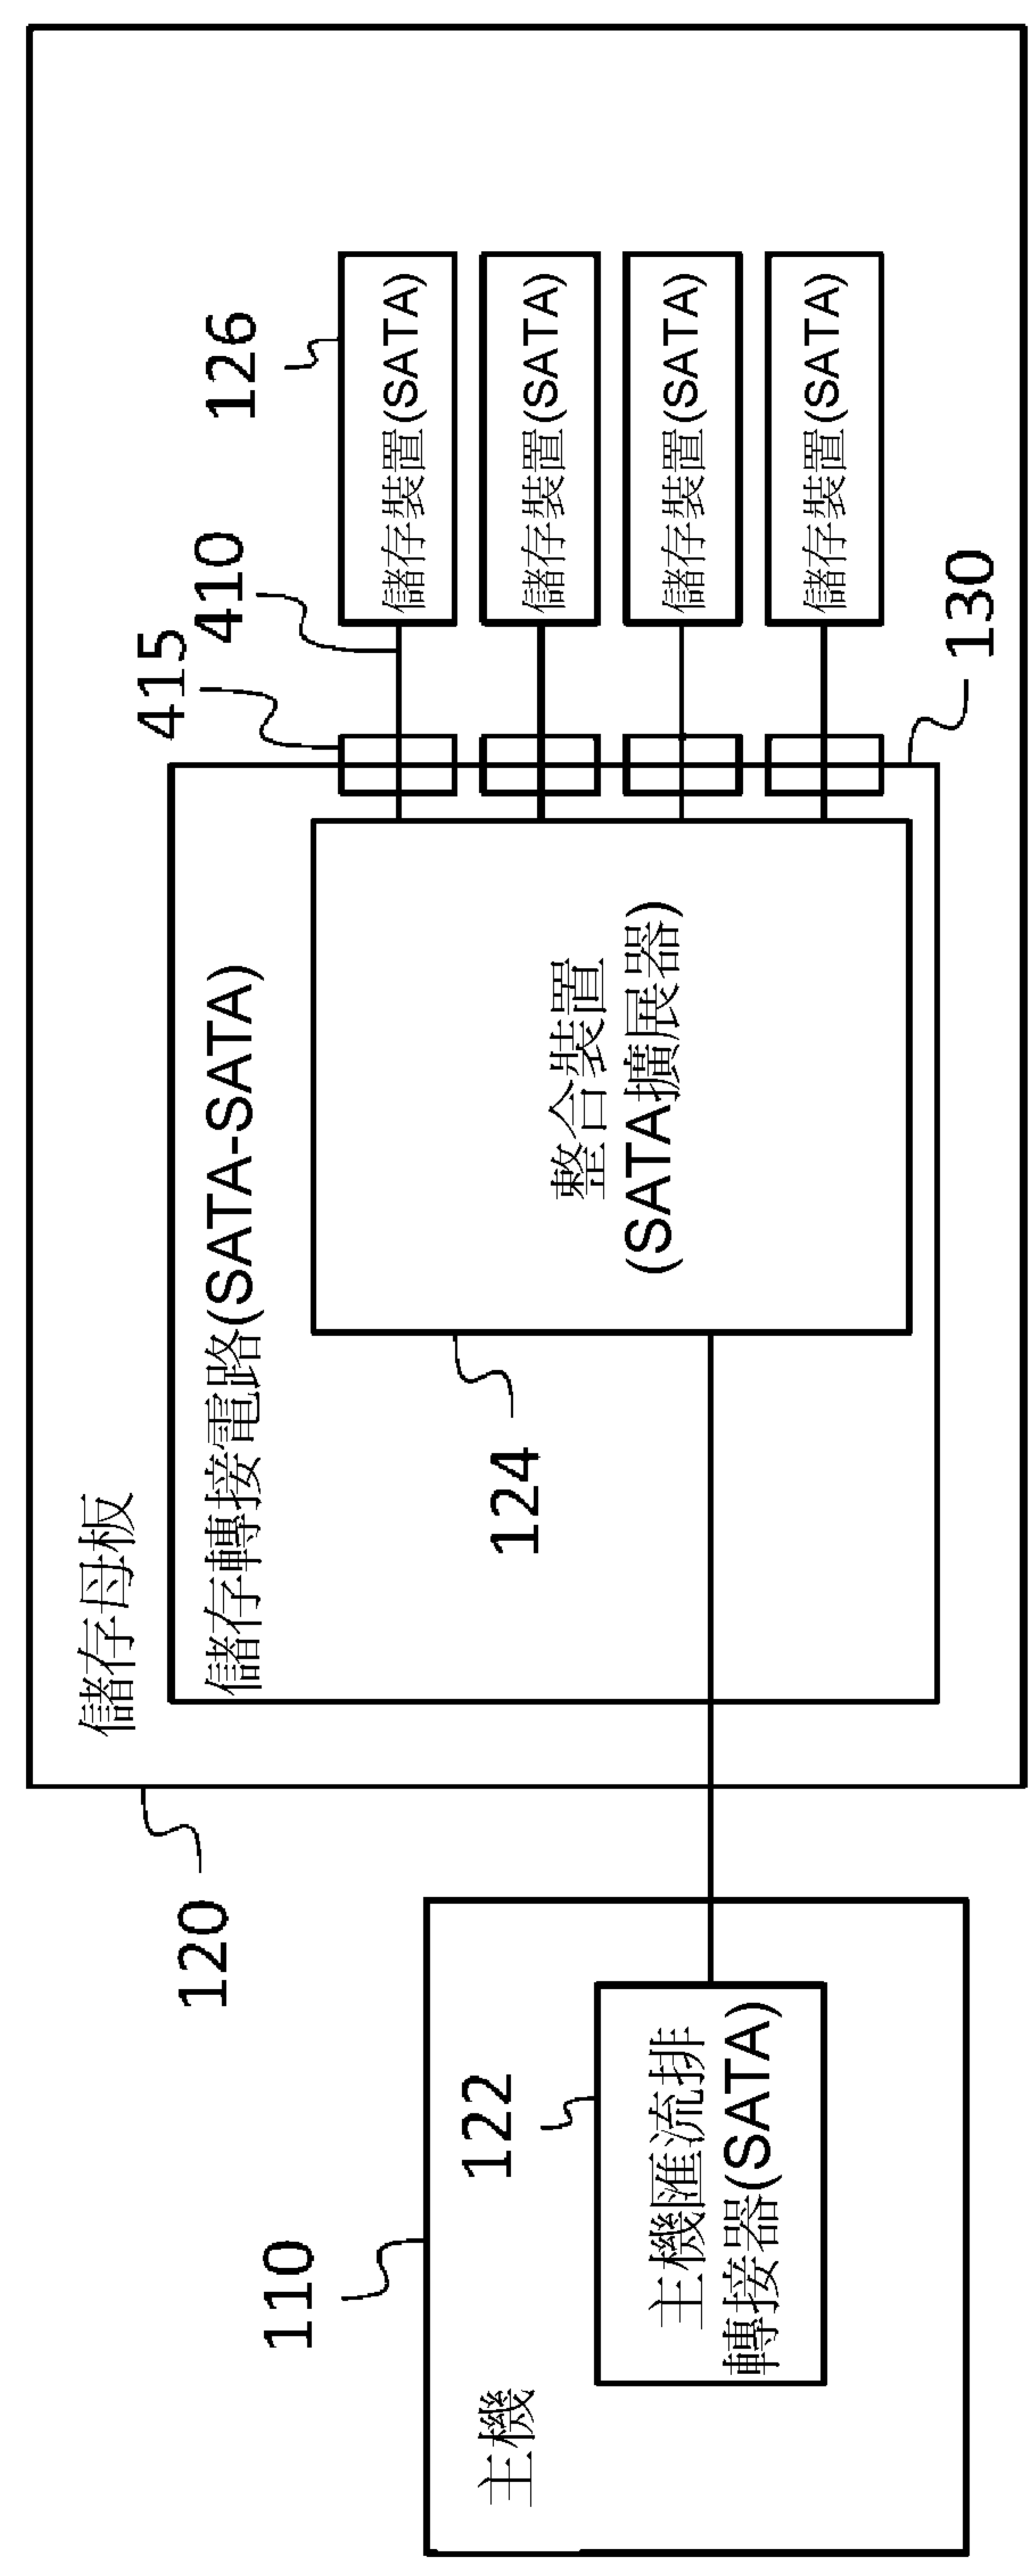 110
主機
122
主機匯流排
轉接器(SATA)
120
儲存母板
儲存轉接電路(SATA-SATA)
124
整合裝置
(SATA擴展器)
415
410
126
儲存裝置(SATA)
儲存裝置(SATA)
儲存裝置(SATA)
儲存裝置(SATA)
130